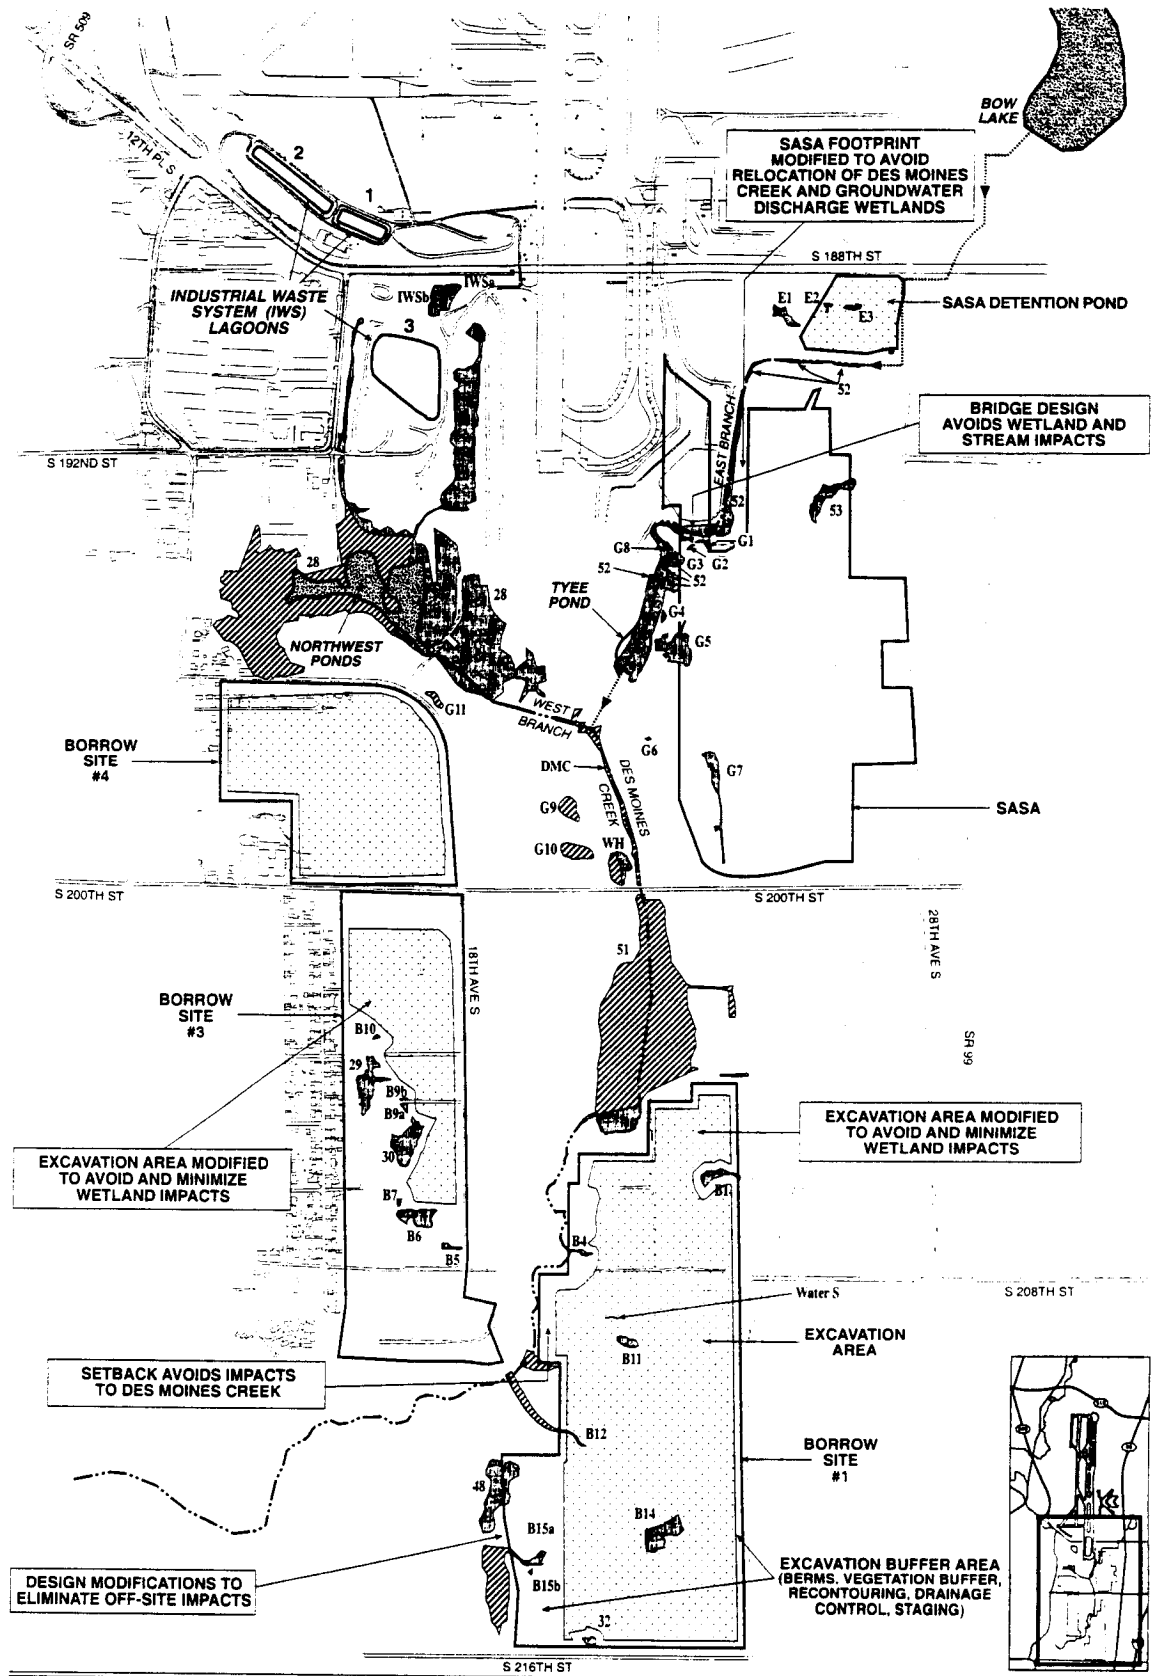 SR 509
BOW
LAKE
12TH PL S
2
1
SASA FOOTPRINT
MODIFIED TO AVOID
RELOCATION OF DES MOINES
CREEK AND GROUNDWATER
DISCHARGE WETLANDS
S 188TH ST
IWSb
IWSa
INDUSTRIAL WASTE
SYSTEM (IWS)
LAGOONS
3
E1
E2
E3
SASA DETENTION POND
52
EAST BRANCH
BRIDGE DESIGN
AVOIDS WETLAND AND
STREAM IMPACTS
S 192ND ST
52
53
G8
G1
G3
G2
52
52
28
28
TYEE
POND
G4
G5
NORTHWEST
PONDS
G11
WEST
BRANCH
G6
BORROW
SITE
#4
DMC
DES MOINES
CREEK
G7
G9
SASA
G10
WH
S 200TH ST
S 200TH ST
28TH AVE S
51
18TH AVE S
BORROW
SITE
#3
SR 99
B10
29
B9b
B9a
30
EXCAVATION AREA MODIFIED
TO AVOID AND MINIMIZE
WETLAND IMPACTS
EXCAVATION AREA MODIFIED
TO AVOID AND MINIMIZE
WETLAND IMPACTS
B1
B7
B6
B5
B4
Water S
S 208TH ST
EXCAVATION
AREA
B11
SETBACK AVOIDS IMPACTS
TO DES MOINES CREEK
B12
BORROW
SITE
#1
48
B14
B15a
B15b
DESIGN MODIFICATIONS TO
ELIMINATE OFF-SITE IMPACTS
EXCAVATION BUFFER AREA
(BERMS, VEGETATION BUFFER,
RECONTOURING, DRAINAGE
CONTROL, STAGING)
32
S 216TH ST